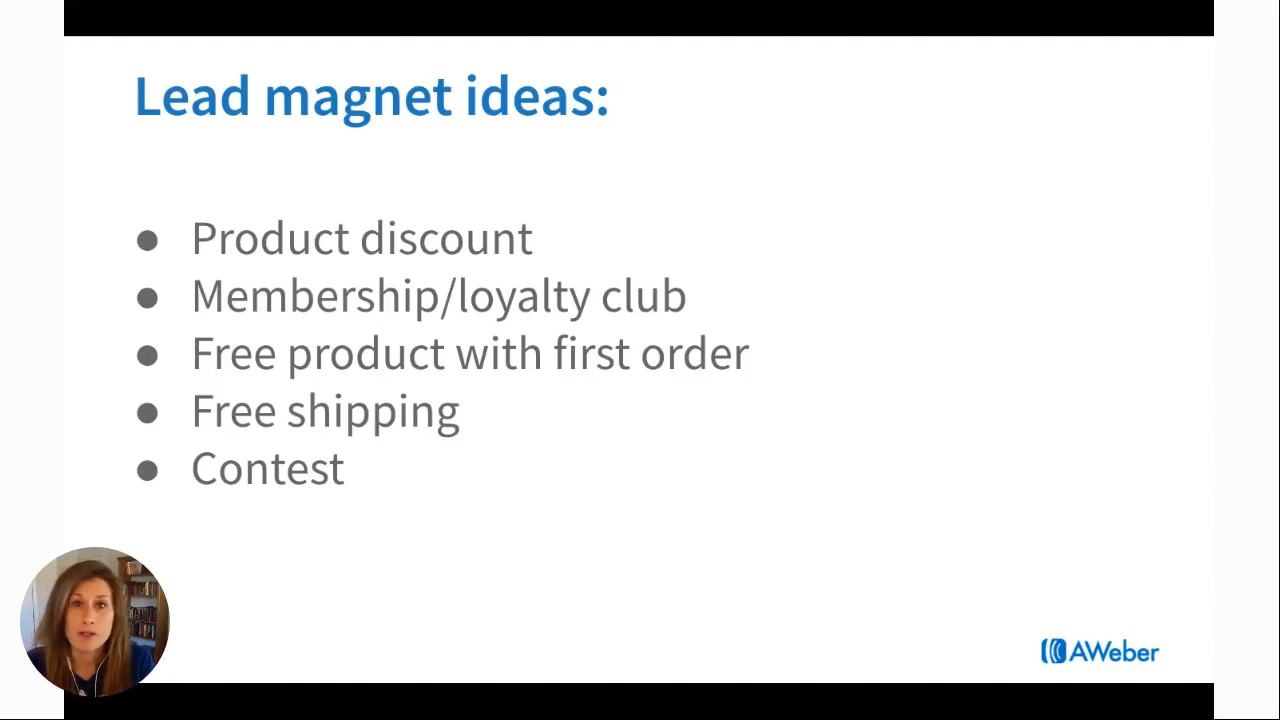 Lead magnet ideas:
● Product discount
● Membership/loyalty club
● Free product with first order
● Free shipping
● Contest
AWeber